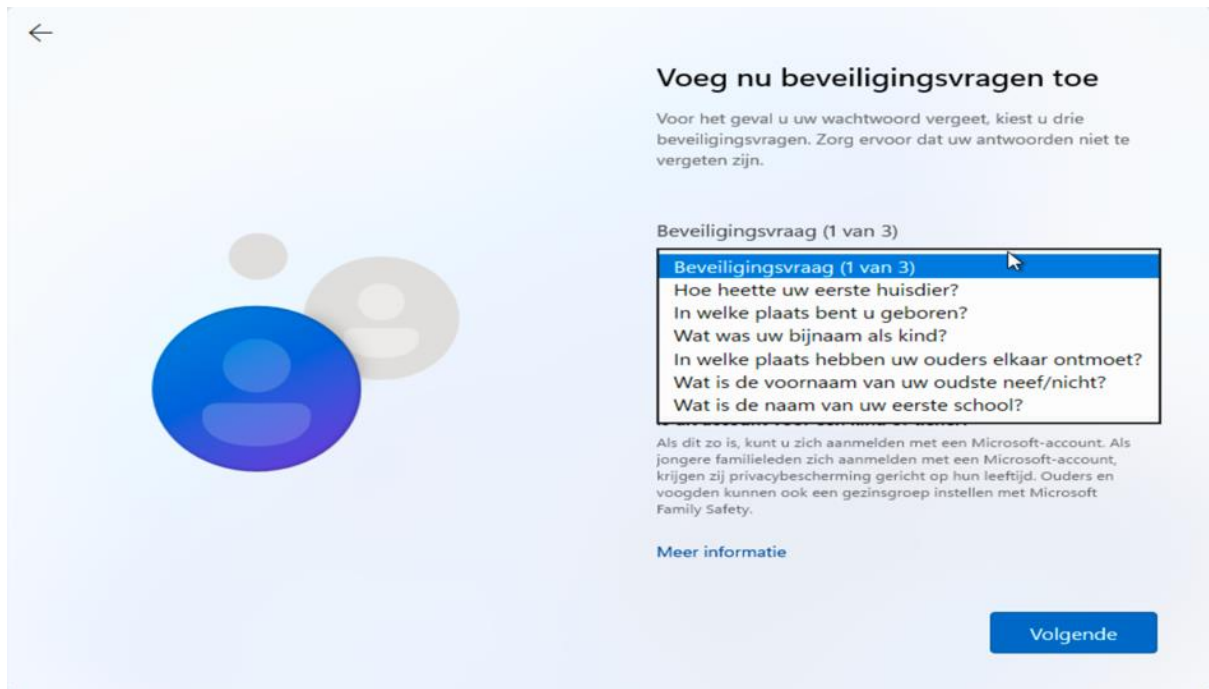 Voeg nu beveiligingsvragen toe
Voor het geval u uw wachtwoord vergeet, kiest u drie
beveiligingsvragen. Zorg ervoor dat uw antwoorden niet te
vergeten zijn.
Beveiligingsvraag (1 van 3)
Beveiligingsvraag (1 van 3)
Hoe heette uw eerste huisdier?
In welke plaats bent u geboren?
Wat was uw bijnaam als kind?
In welke plaats hebben uw ouders elkaar ontmoet?
Wat is de voornaam van uw oudste neef/nicht?
Wat is de naam van uw eerste school?
Als dit zo is, kunt u zich aanmelden met een Microsoft-account. Als
jongere familieleden zich aanmelden met een Microsoft-account,
krijgen zij privacybescherming gericht op hun leeftijd. Ouders en
voogden kunnen ook een gezinsgroep instellen met Microsoft
Family Safety.
Meer informatie
Volgende